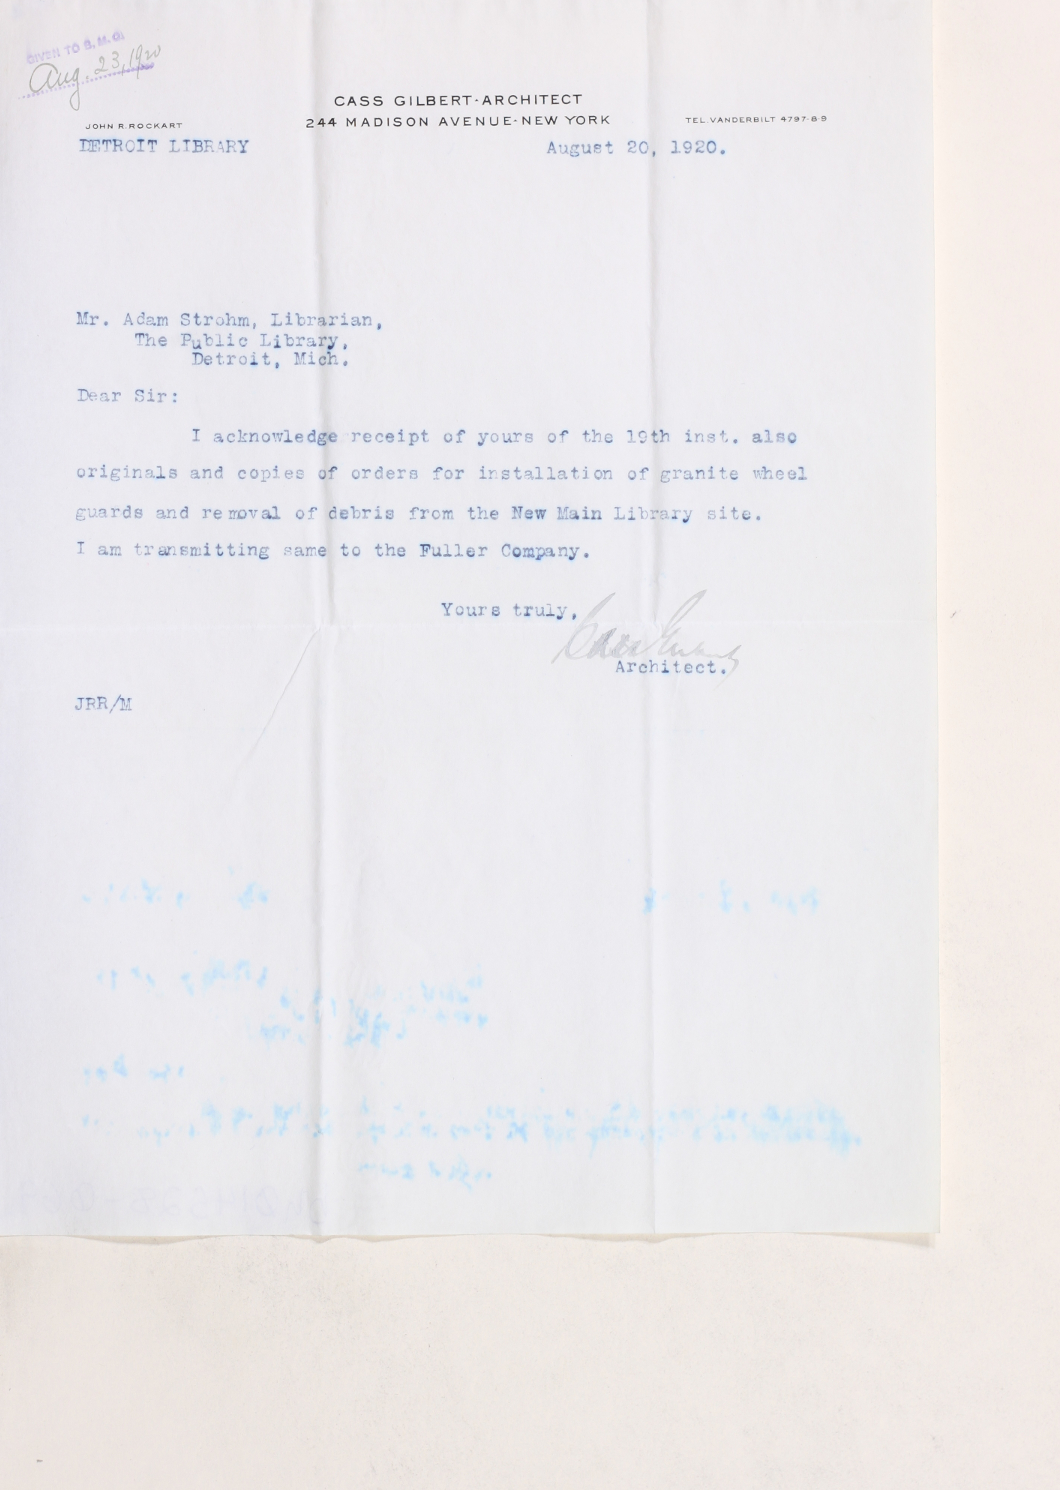 GIVEN TO B.M.G.
Aug. 23, 1920
CASS GILBERT-ARCHITECT
244 MADISON AVENUE-NEW YORK
JOHN R. ROCKART
TEL. VANDERBILT 4797-8-9
DETROIT LIBRARY August 20, 1920.
Mr. Adam Strohm, Librarian,
The Public Library,
Detroit, Mich.
Dear Sir:
I acknowledge receipt of yours of the 19th inst. also
originals and copies of orders for installation of granite wheel
guards and removal of debris from the New Main Library site.
I am transmitting same to the Fuller Company.
Yours truly,
Cass Gilbert
Architect.
JRR/M